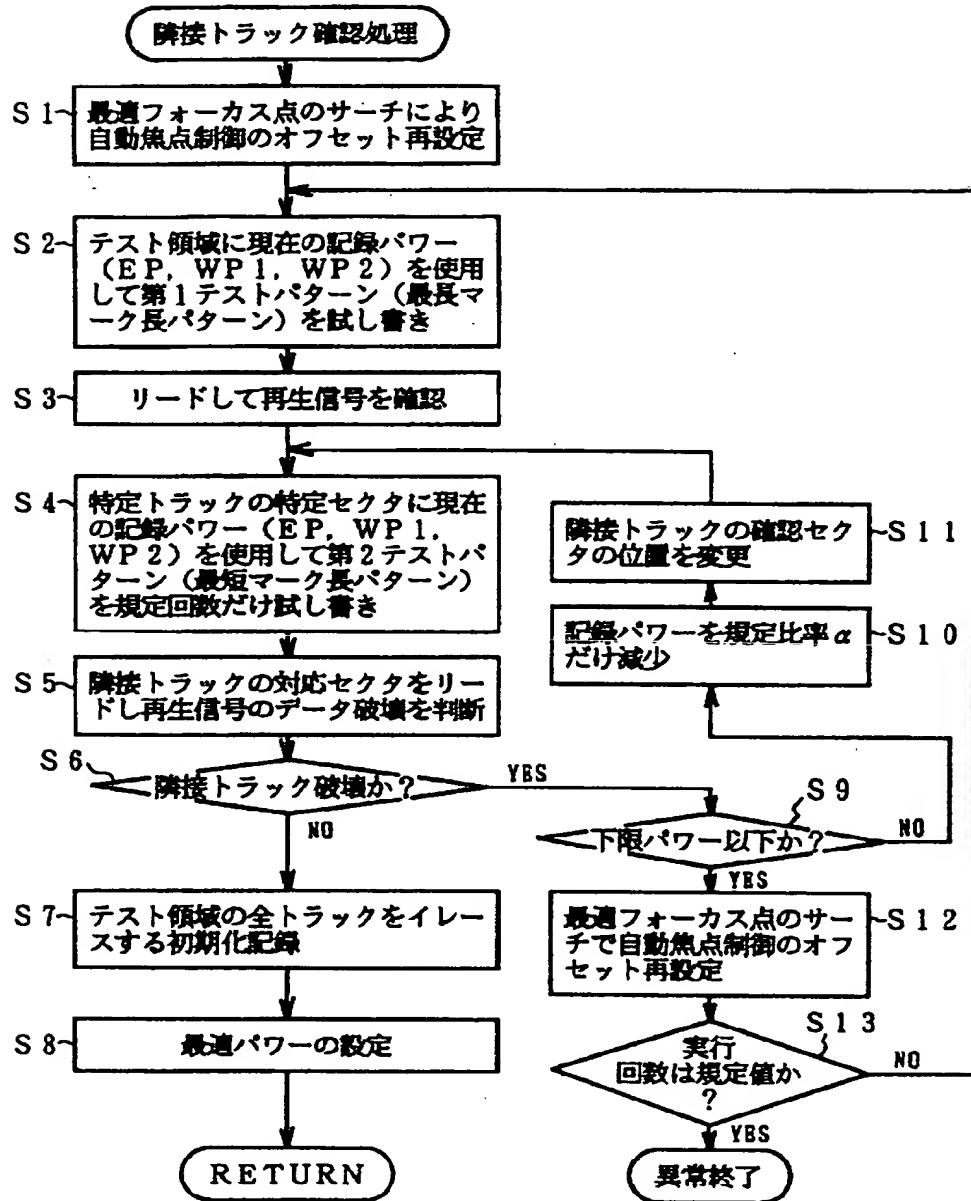 隣接トラック確認処理
S1
最適フォーカス点のサーチにより
自動焦点制御のオフセット再設定
S2
テスト領域に現在の記録パワー
（EP，WP1，WP2）を使用
して第1テストパターン（最長マ
ーク長パターン）を試し書き
S3
リードして再生信号を確認
S4
特定トラックの特定セクタに現在
の記録パワー（EP，WP1，
WP2）を使用して第2テストパ
ターン（最短マーク長パターン）
を規定回数だけ試し書き
S5
隣接トラックの対応セクタをリー
ドし再生信号のデータ破壊を判断
S6
隣接トラック破壊か？
YES
NO
S7
テスト領域の全トラックをイレー
スする初期化記録
S8
最適パワーの設定
RETURN
隣接トラックの確認セク
タの位置を変更
S11
記録パワーを規定比率α
だけ減少
S10
S9
下限パワー以下か？
NO
YES
最適フォーカス点のサー
チで自動焦点制御のオフ
セット再設定
S12
S13
実行
回数は規定値か
？
NO
YES
異常終了